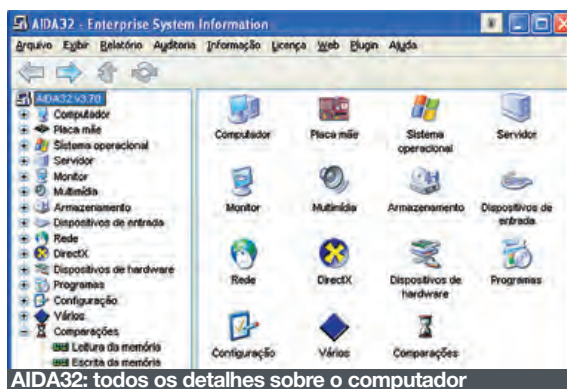 AIDA32 - Enterprise System Information
Arquivo Exibir Relatório Auditoria Informação Licença Web Plugin Ajuda
AIDA32 v3.70
Computador
Placa mãe
Sistema operacional
Servidor
Monitor
Multimídia
Armazenamento
Dispositivos de entrada
Rede
DirectX
Dispositivos de hardware
Programas
Configuração
Vários
Comparações
Leitura da memória
Escrita da memória
Computador Placa mãe Sistema operacional Servidor
Monitor Multimídia Armazenamento Dispositivos de entrada
Rede DirectX Dispositivos de hardware Programas
Configuração Vários Comparações
AIDA32: todos os detalhes sobre o computador